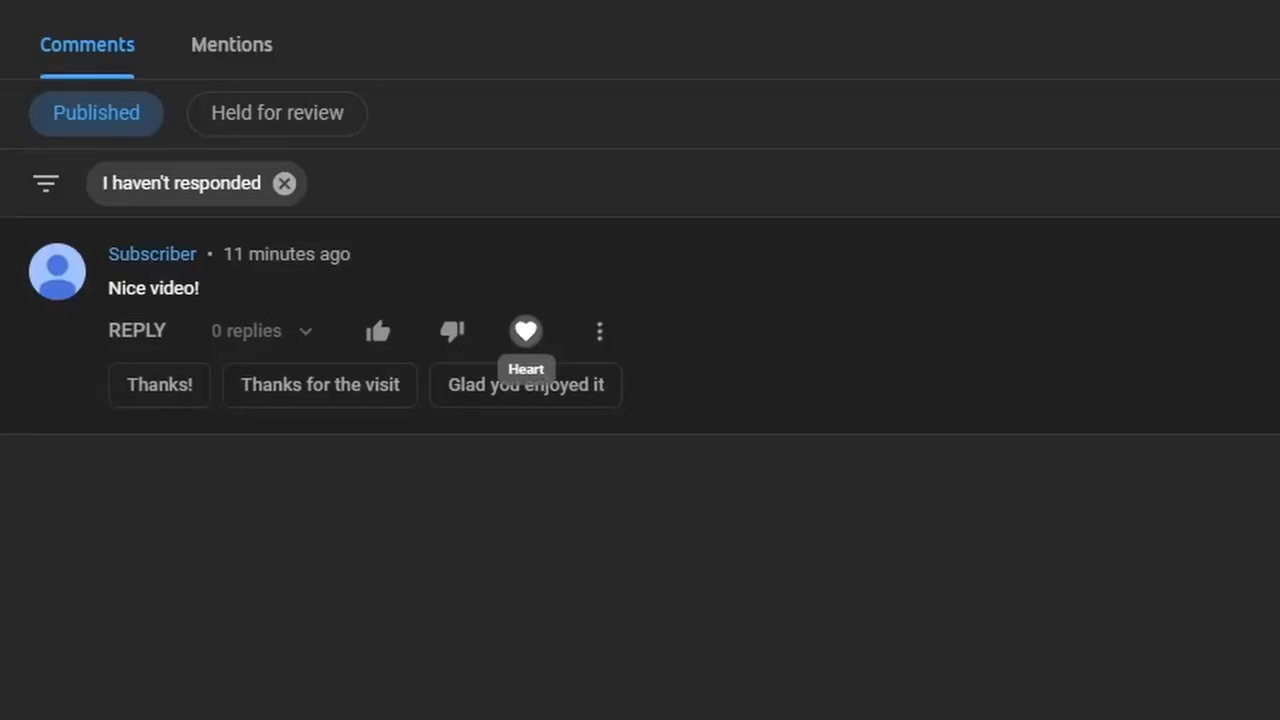 Comments Mentions
Published Held for review
I haven't responded
Subscriber • 11 minutes ago
Nice video!
REPLY 0 replies
Heart
Thanks! Thanks for the visit Glad you enjoyed it